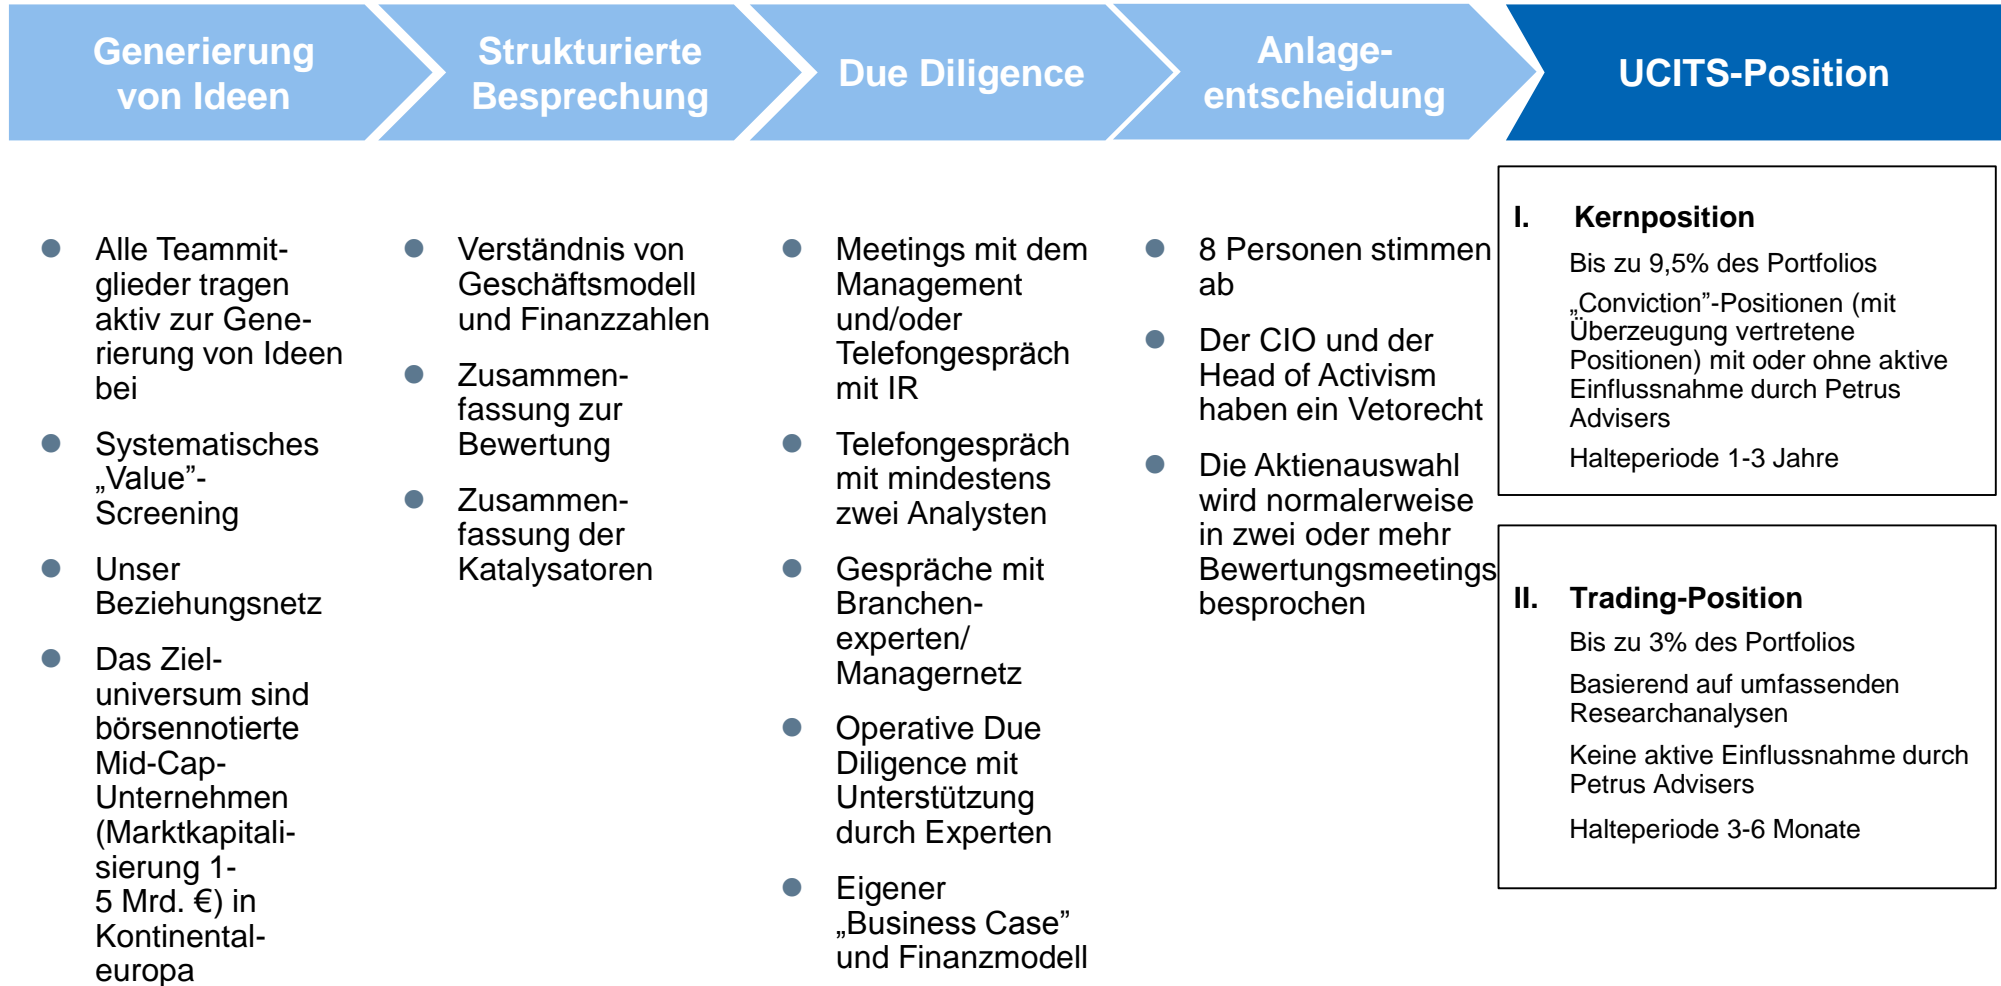 Generierung
von Ideen
Strukturierte
Besprechung
Due Diligence
Anlage-
entscheidung
UCITS-Position
● Alle Teammit-
glieder tragen
aktiv zur Gene-
rierung von Ideen
bei
● Systematisches
„Value”-
Screening
● Unser
Beziehungsnetz
● Das Ziel-
universum sind
börsennotierte
Mid-Cap-
Unternehmen
(Marktkapitali-
sierung 1-
5 Mrd. €) in
Kontinental-
europa
● Verständnis von
Geschäftsmodell
und Finanzzahlen
● Zusammen-
fassung zur
Bewertung
● Zusammen-
fassung der
Katalysatoren
● Meetings mit dem
Management
und/oder
Telefongespräch
mit IR
● Telefongespräch
mit mindestens
zwei Analysten
● Gespräche mit
Branchen-
experten/
Managernetz
● Operative Due
Diligence mit
Unterstützung
durch Experten
● Eigener
„Business Case”
und Finanzmodell
● 8 Personen stimmen
ab
● Der CIO und der
Head of Activism
haben ein Vetorecht
● Die Aktienauswahl
wird normalerweise
in zwei oder mehr
Bewertungsmeetings
besprochen
I. Kernposition
Bis zu 9,5% des Portfolios
„Conviction”-Positionen (mit
Überzeugung vertretene
Positionen) mit oder ohne aktive
Einflussnahme durch Petrus
Advisers
Halteperiode 1-3 Jahre
II. Trading-Position
Bis zu 3% des Portfolios
Basierend auf umfassenden
Researchanalysen
Keine aktive Einflussnahme durch
Petrus Advisers
Halteperiode 3-6 Monate